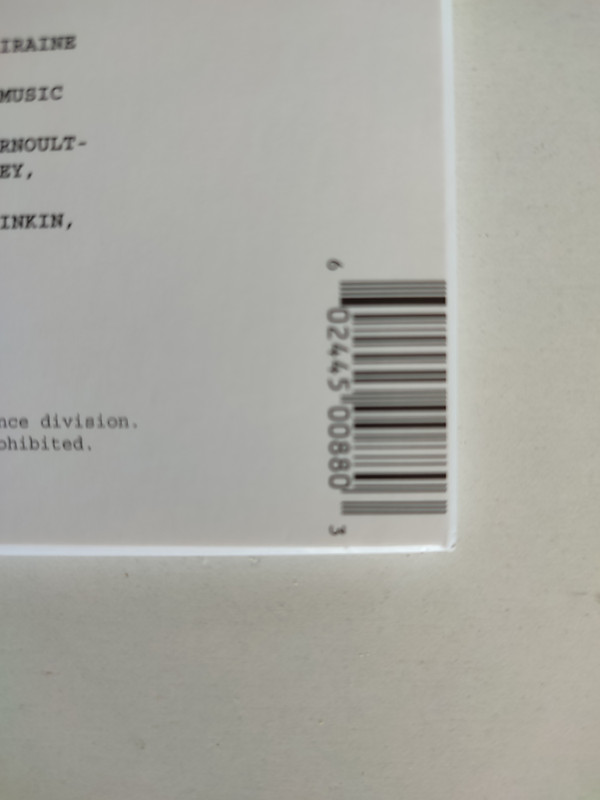 IRAINE
MUSIC
RNOULT-
EY,
INKIN,
nce division.
ohibited.
6 02445 00880 3